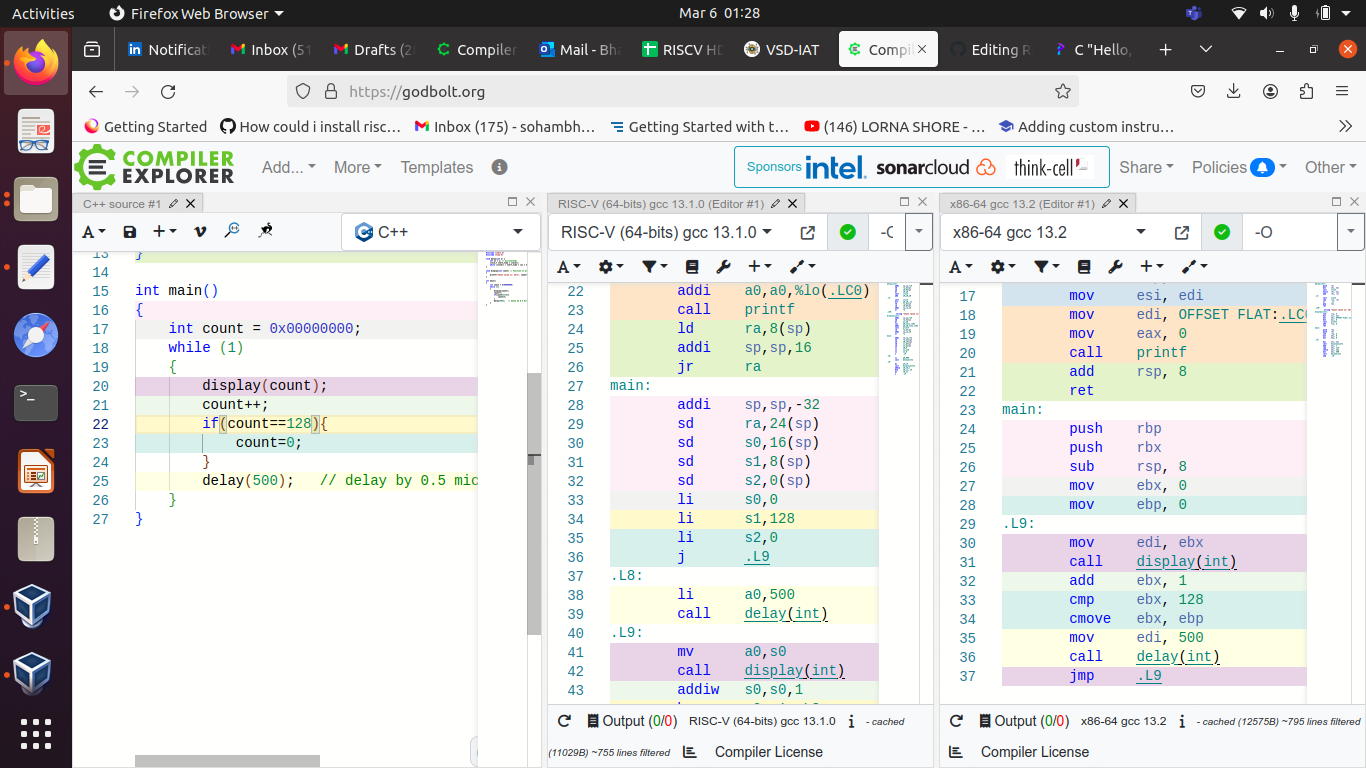 Activities Firefox Web Browser Mar 6 01:28
Notificat Inbox (51 Drafts (2 Compiler Mail - Bh RISCV HD VSD-IAT Compil Editing R C "Hello,
https://godbolt.org
Getting Started How could i install risc… Inbox (175) - sohambh… Getting Started with t… (146) LORNA SHORE - … Adding custom instru…
COMPILER EXPLORER Add... More Templates Sponsors intel. sonarcloud think-cell Share Policies Other
C++ source #1
A C++
13 }
14
15 int main()
16 {
17 int count = 0x00000000;
18 while (1)
19 {
20 display(count);
21 count++;
22 if(count==128){
23 count=0;
24 }
25 delay(500); // delay by 0.5 mic
26 }
27 }
RISC-V (64-bits) gcc 13.1.0 (Editor #1)
RISC-V (64-bits) gcc 13.1.0
A
22 addi a0,a0,%lo(.LC0)
23 call printf
24 ld ra,8(sp)
25 addi sp,sp,16
26 jr ra
27 main:
28 addi sp,sp,-32
29 sd ra,24(sp)
30 sd s0,16(sp)
31 sd s1,8(sp)
32 sd s2,0(sp)
33 li s0,0
34 li s1,128
35 li s2,0
36 j .L9
37 .L8:
38 li a0,500
39 call delay(int)
40 .L9:
41 mv a0,s0
42 call display(int)
43 addiw s0,s0,1
Output (0/0) RISC-V (64-bits) gcc 13.1.0 i - cached
(11029B) ~755 lines filtered Compiler License
x86-64 gcc 13.2 (Editor #1)
x86-64 gcc 13.2 -O
A
17 mov esi, edi
18 mov edi, OFFSET FLAT:.LC0
19 mov eax, 0
20 call printf
21 add rsp, 8
22 ret
23 main:
24 push rbp
25 push rbx
26 sub rsp, 8
27 mov ebx, 0
28 mov ebp, 0
29 .L9:
30 mov edi, ebx
31 call display(int)
32 add ebx, 1
33 cmp ebx, 128
34 cmove ebx, ebp
35 mov edi, 500
36 call delay(int)
37 jmp .L9
Output (0/0) x86-64 gcc 13.2 i - cached (12575B) ~795 lines filtered
Compiler License